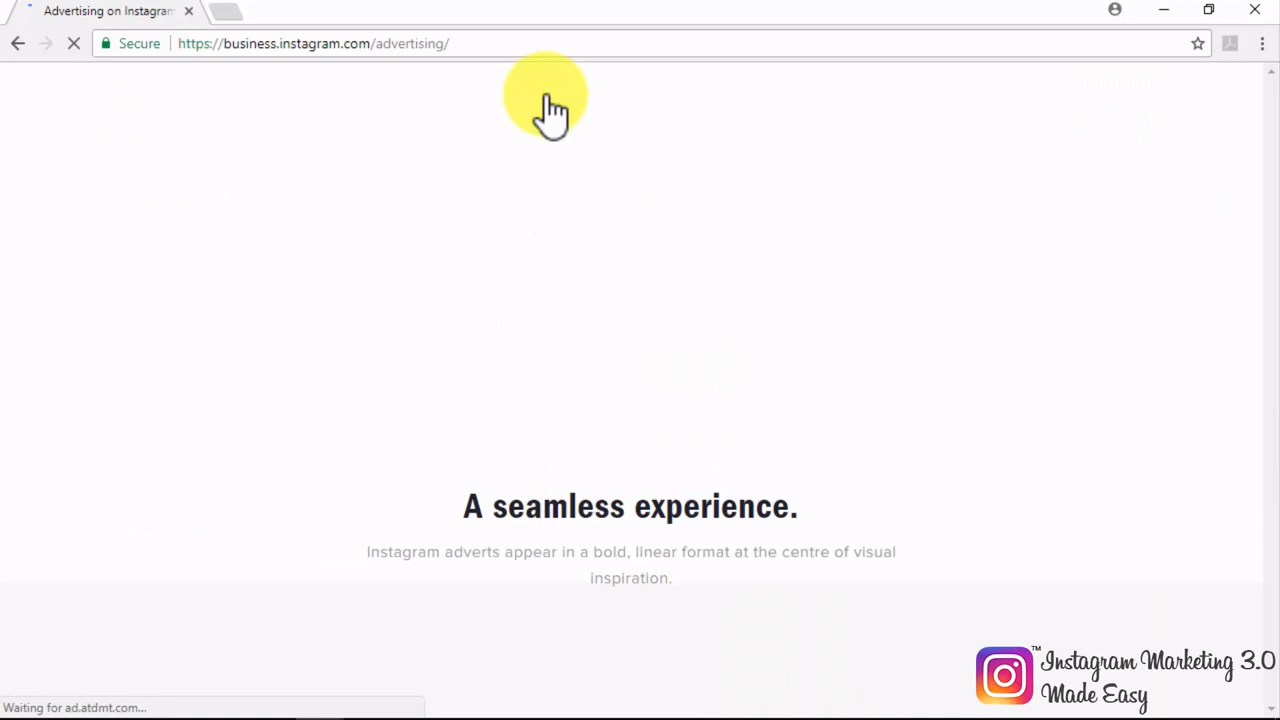 Advertising on Instagram
Secure
https://business.instagram.com/advertising/
A seamless experience.
Instagram adverts appear in a bold, linear format at the centre of visual
inspiration.
™ Instagram Marketing 3.0
Made Easy
Waiting for ad.atdmt.com...